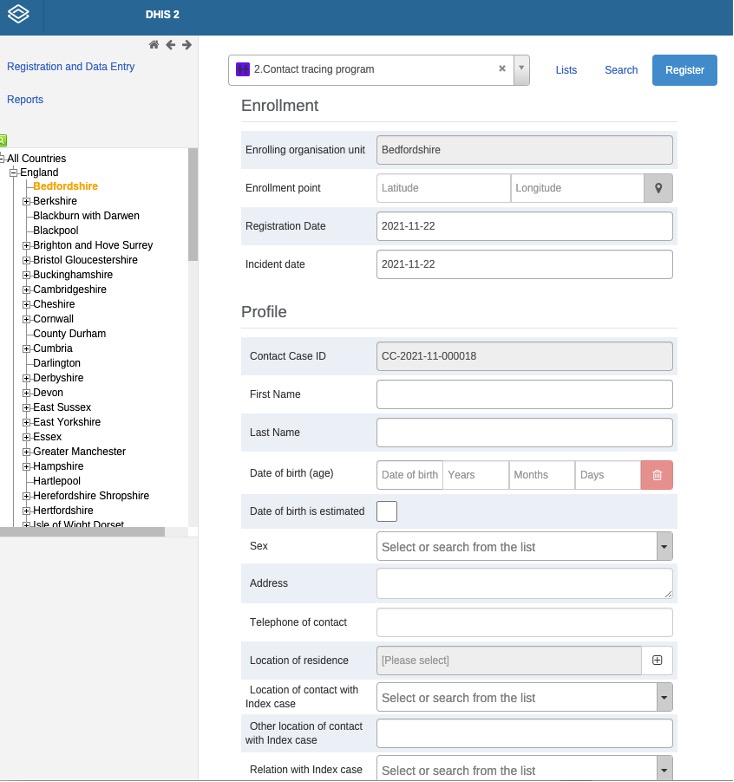 DHIS 2
Registration and Data Entry
Reports
All Countries
England
Bedfordshire
Berkshire
Blackburn with Darwen
Blackpool
Brighton and Hove Surrey
Bristol Gloucestershire
Buckinghamshire
Cambridgeshire
Cheshire
Cornwall
County Durham
Cumbria
Darlington
Derbyshire
Devon
East Sussex
East Yorkshire
Essex
Greater Manchester
Hampshire
Hartlepool
Herefordshire Shropshire
Hertfordshire
Isle of Wight Dorset
2.Contact tracing program
Lists
Search
Register
Enrollment
Enrolling organisation unit Bedfordshire
Enrollment point Latitude Longitude
Registration Date 2021-11-22
Incident date 2021-11-22
Profile
Contact Case ID CC-2021-11-000018
First Name
Last Name
Date of birth (age) Date of birth Years Months Days
Date of birth is estimated
Sex Select or search from the list
Address
Telephone of contact
Location of residence [Please select]
Location of contact with
Index case Select or search from the list
Other location of contact
with Index case
Relation with Index case Select or search from the list